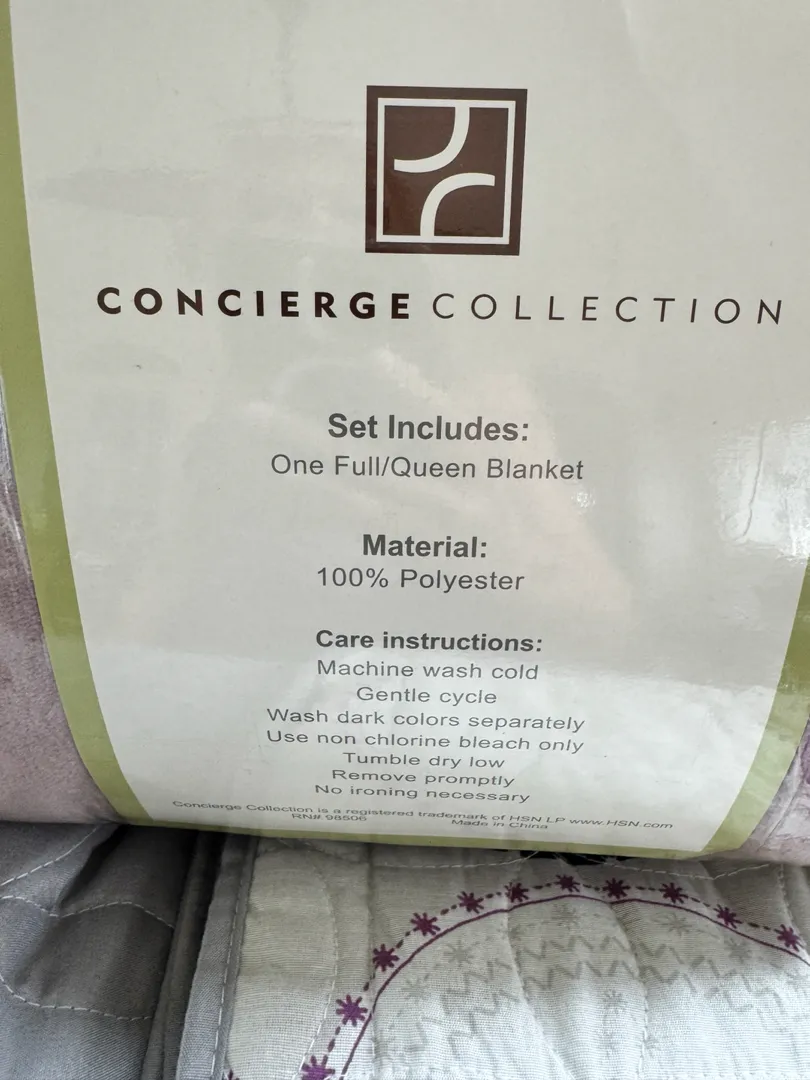 CONCIERGE COLLECTION
Set Includes:
One Full/Queen Blanket
Material:
100% Polyester
Care instructions:
Machine wash cold
Gentle cycle
Wash dark colors separately
Use non chlorine bleach only
Tumble dry low
Remove promptly
No ironing necessary
Concierge Collection is a registered trademark of HSN LP www.HSN.com
RN# 98506 Made in China